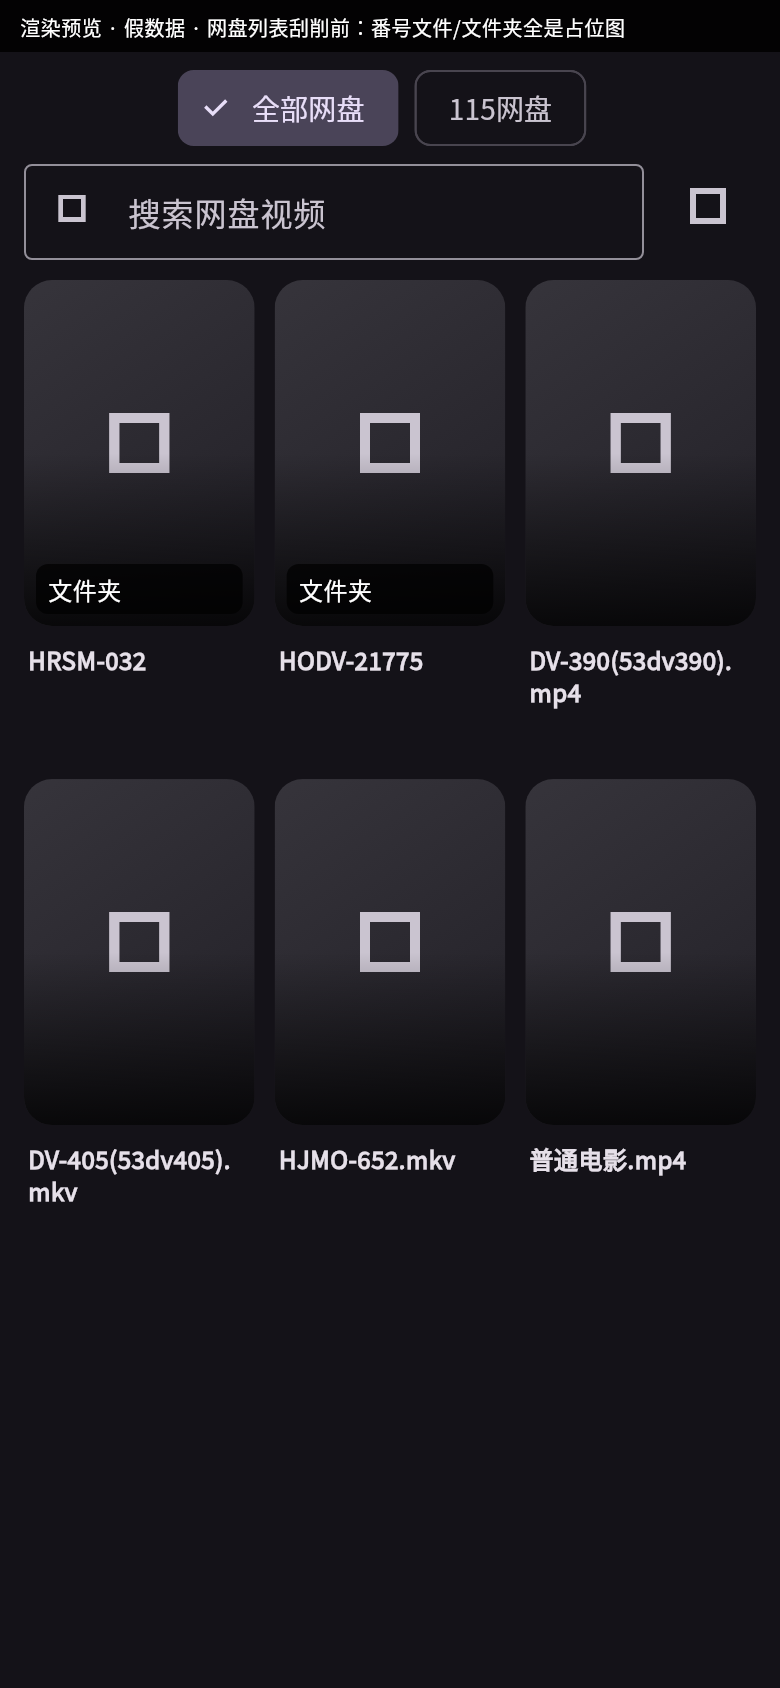 渲染预览 · 假数据 · 网盘列表刮削前：番号文件/文件夹全是占位图
全部网盘
115网盘
搜索网盘视频
文件夹
文件夹
HRSM-032
HODV-21775
DV-390(53dv390).
mp4
DV-405(53dv405).
mkv
HJMO-652.mkv
普通电影.mp4